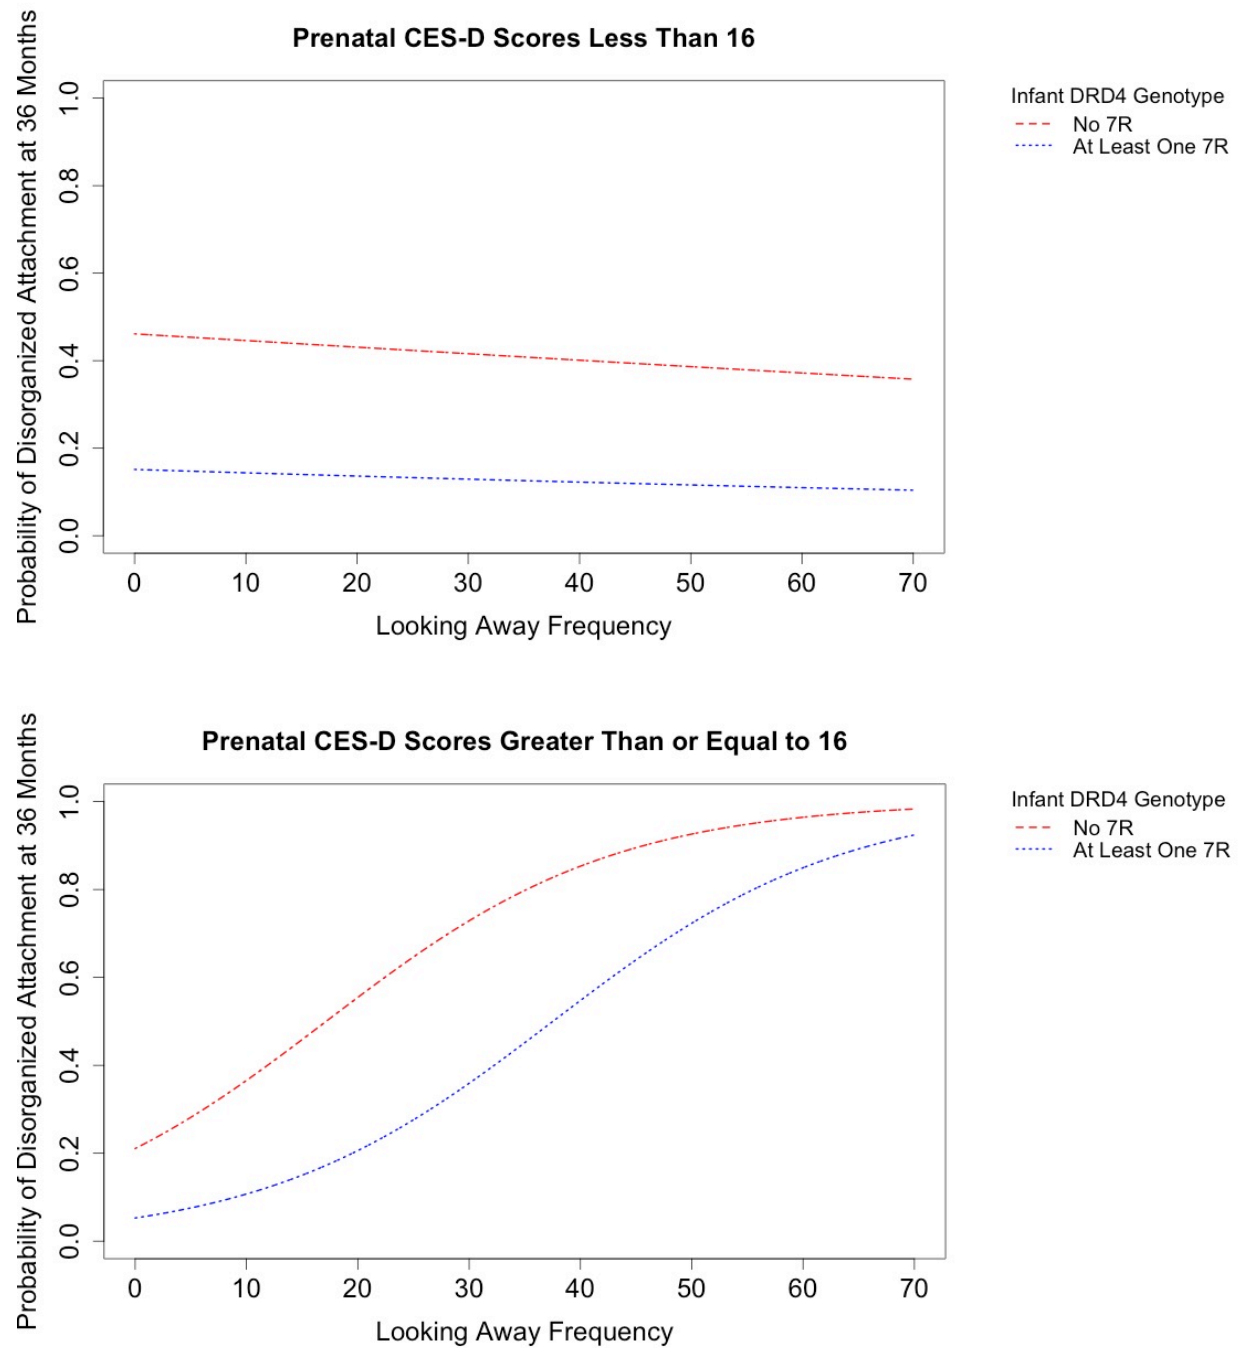 Prenatal CES-D Scores Less Than 16
Probability of Disorganized Attachment at 36 Months
1.0
0.8
0.6
0.4
0.2
0.0
0 10 20 30 40 50 60 70
Looking Away Frequency
Infant DRD4 Genotype
No 7R
At Least One 7R
Prenatal CES-D Scores Greater Than or Equal to 16
Probability of Disorganized Attachment at 36 Months
1.0
0.8
0.6
0.4
0.2
0.0
0 10 20 30 40 50 60 70
Looking Away Frequency
Infant DRD4 Genotype
No 7R
At Least One 7R